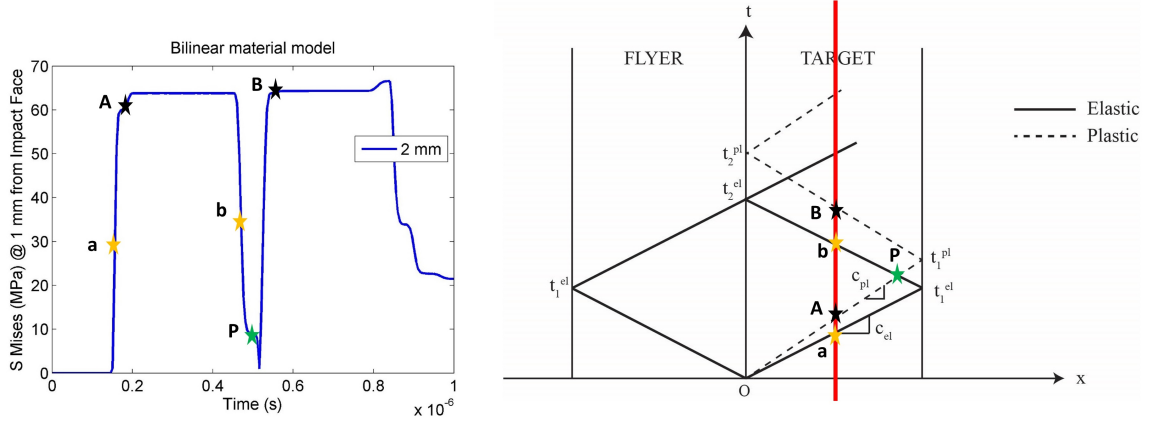 Bilinear material model
S Mises (MPa) @ 1 mm from Impact Face
70
60
50
40
30
20
10
0
A
B
a
b
P
2 mm
0
0.2
0.4
0.6
0.8
1
Time (s)
x 10⁻⁶
t
FLYER
TARGET
Elastic
Plastic
t₂ᵖˡ
t₂ᵉˡ
B
b
P
t₁ᵖˡ
t₁ᵉˡ
t₁ᵉˡ
c_pl
A
c_el
a
x
O